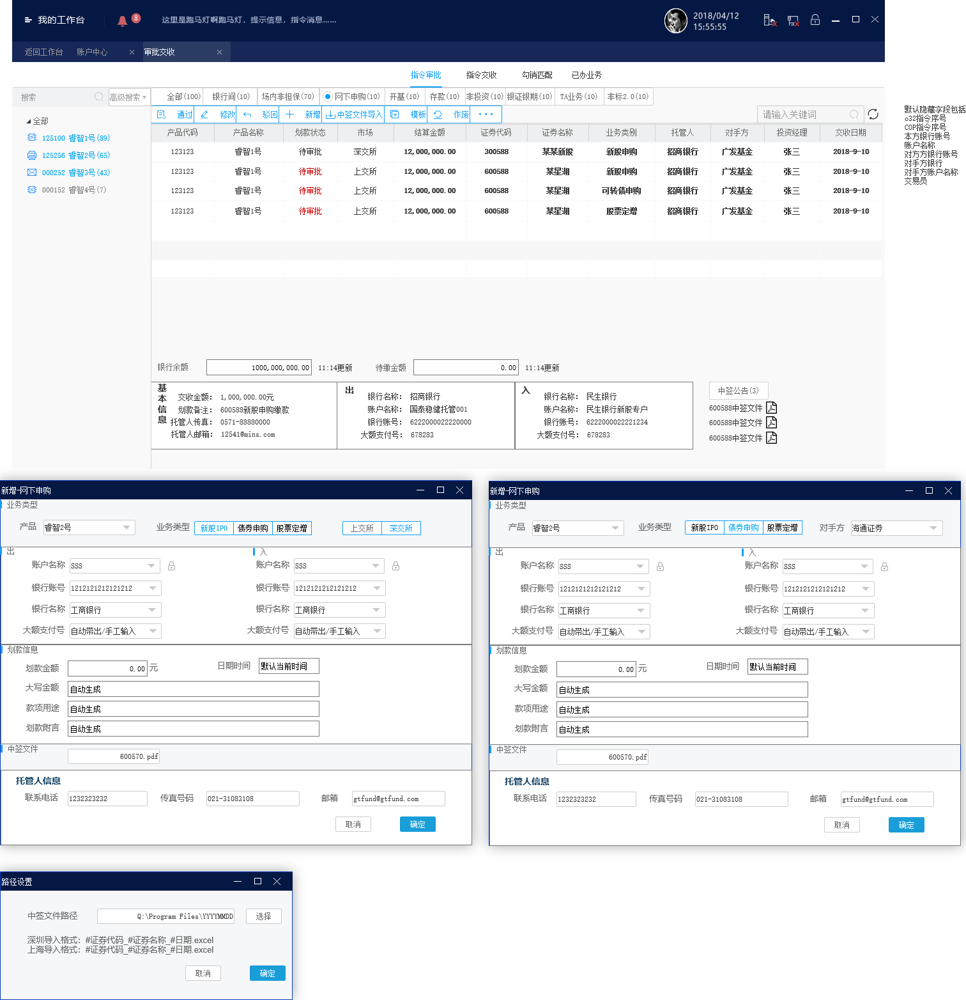 我的工作台
8
这里是跑马灯啊跑马灯，提示信息，指令消息……
2018/04/12
15:55:55
返回工作台 账户中心 审批交收
指令审批 指令交收 勾销匹配 已办业务
搜索 高级搜索 全部(100) 银行间(10) 场内非担保(70) 网下申购(10) 开基(10) 存款(10) 非投资(10) 银证银期(10) TA业务(10) 非标2.0(10)
通过 修改 驳回 新增 中签文件导入 模板 作废 ··· 请输入关键词
全部
125100 睿智1号(89)
125256 睿智2号(65)
000252 睿智3号(43)
000152 睿智4号(7)
产品代码 产品名称 划款状态 市场 结算金额 证券代码 证券名称 业务类别 托管人 对手方 投资经理 交收日期
123123 睿智1号 待审批 深交所 12,000,000.00 300588 某某新股 新股申购 招商银行 广发基金 张三 2018-9-10
123123 睿智1号 待审批 上交所 12,000,000.00 600588 某星湖 新股申购 招商银行 广发基金 张三 2018-9-10
123123 睿智1号 待审批 上交所 12,000,000.00 600588 某星湖 可转债申购 招商银行 广发基金 张三 2018-9-10
123123 睿智1号 待审批 上交所 12,000,000.00 600588 某星湖 股票定增 招商银行 广发基金 张三 2018-9-10
默认隐藏字段包括
o32指令序号
COP指令序号
本方银行账号
账户名称
对方方银行账号
对手方银行
对手方账户名称
交易员
银行余额 1000,000,000.00 11:14更新 待缴金额 0.00 11:14更新
基本信息
交收金额： 1,000,000.00元
划款备注： 600588新股申购缴款
托管人传真： 0571-88880000
托管人邮箱： 12541@mins.com
出
银行名称： 招商银行
账户名称： 国泰稳健托管001
银行账号： 6222000022220000
大额支付号： 678283
入
银行名称： 民生银行
账户名称： 民生银行新股专户
银行账号： 6222000022221234
大额支付号： 678283
中签公告(3)
600588中签文件
600588中签文件
600588中签文件
新增-网下申购
业务类型
产品 睿智2号 业务类型 新股IPO 债券申购 股票定增 上交所 深交所
出 入
账户名称 SSS 账户名称 SSS
银行账号 1212121212121212 银行账号 1212121212121212
银行名称 工商银行 银行名称 工商银行
大额支付号 自动带出/手工输入 大额支付号 自动带出/手工输入
划款信息
划款金额 0.00 元 日期时间 默认当前时间
大写金额 自动生成
款项用途 自动生成
划款附言 自动生成
中签文件
600570.pdf
托管人信息
联系电话 1232323232 传真号码 021-31083108 邮箱 gtfund@gtfund.com
取消 确定
新增-网下申购
业务类型
产品 睿智2号 业务类型 新股IPO 债券申购 股票定增 对手方 海通证券
出 入
账户名称 SSS 账户名称 SSS
银行账号 1212121212121212 银行账号 1212121212121212
银行名称 工商银行 银行名称 工商银行
大额支付号 自动带出/手工输入 大额支付号 自动带出/手工输入
划款信息
划款金额 0.00 元 日期时间 默认当前时间
大写金额 自动生成
款项用途 自动生成
划款附言 自动生成
中签文件
600570.pdf
托管人信息
联系电话 1232323232 传真号码 021-31083108 邮箱 gtfund@gtfund.com
取消 确定
路径设置
中签文件路径 Q:\Program Files\YYYYMMDD 选择
深圳导入格式：#证券代码_#证券名称_#日期.excel
上海导入格式：#证券代码_#证券名称_#日期.excel
取消 确定